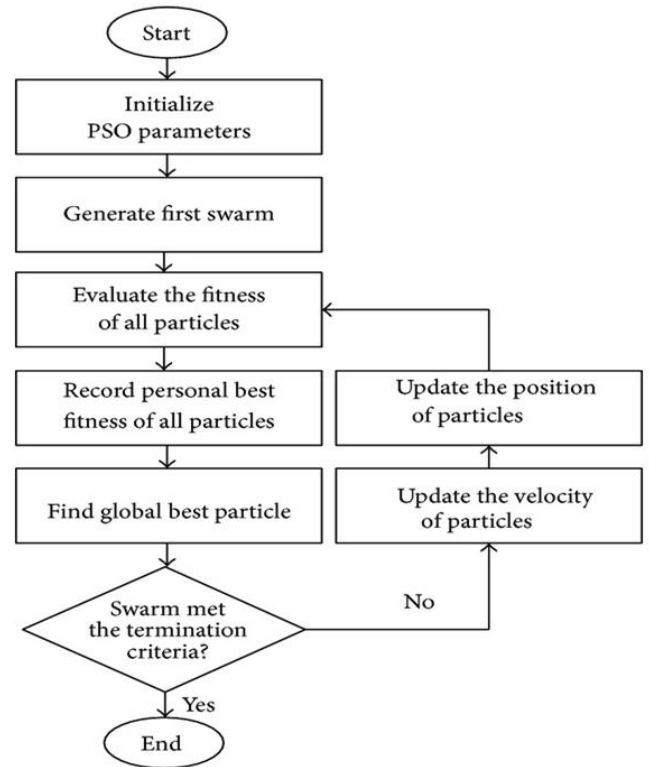 Start
Initialize
PSO parameters
Generate first swarm
Evaluate the fitness
of all particles
Record personal best
fitness of all particles
Find global best particle
Swarm met
the termination
criteria?
Yes
End
No
Update the velocity
of particles
Update the position
of particles